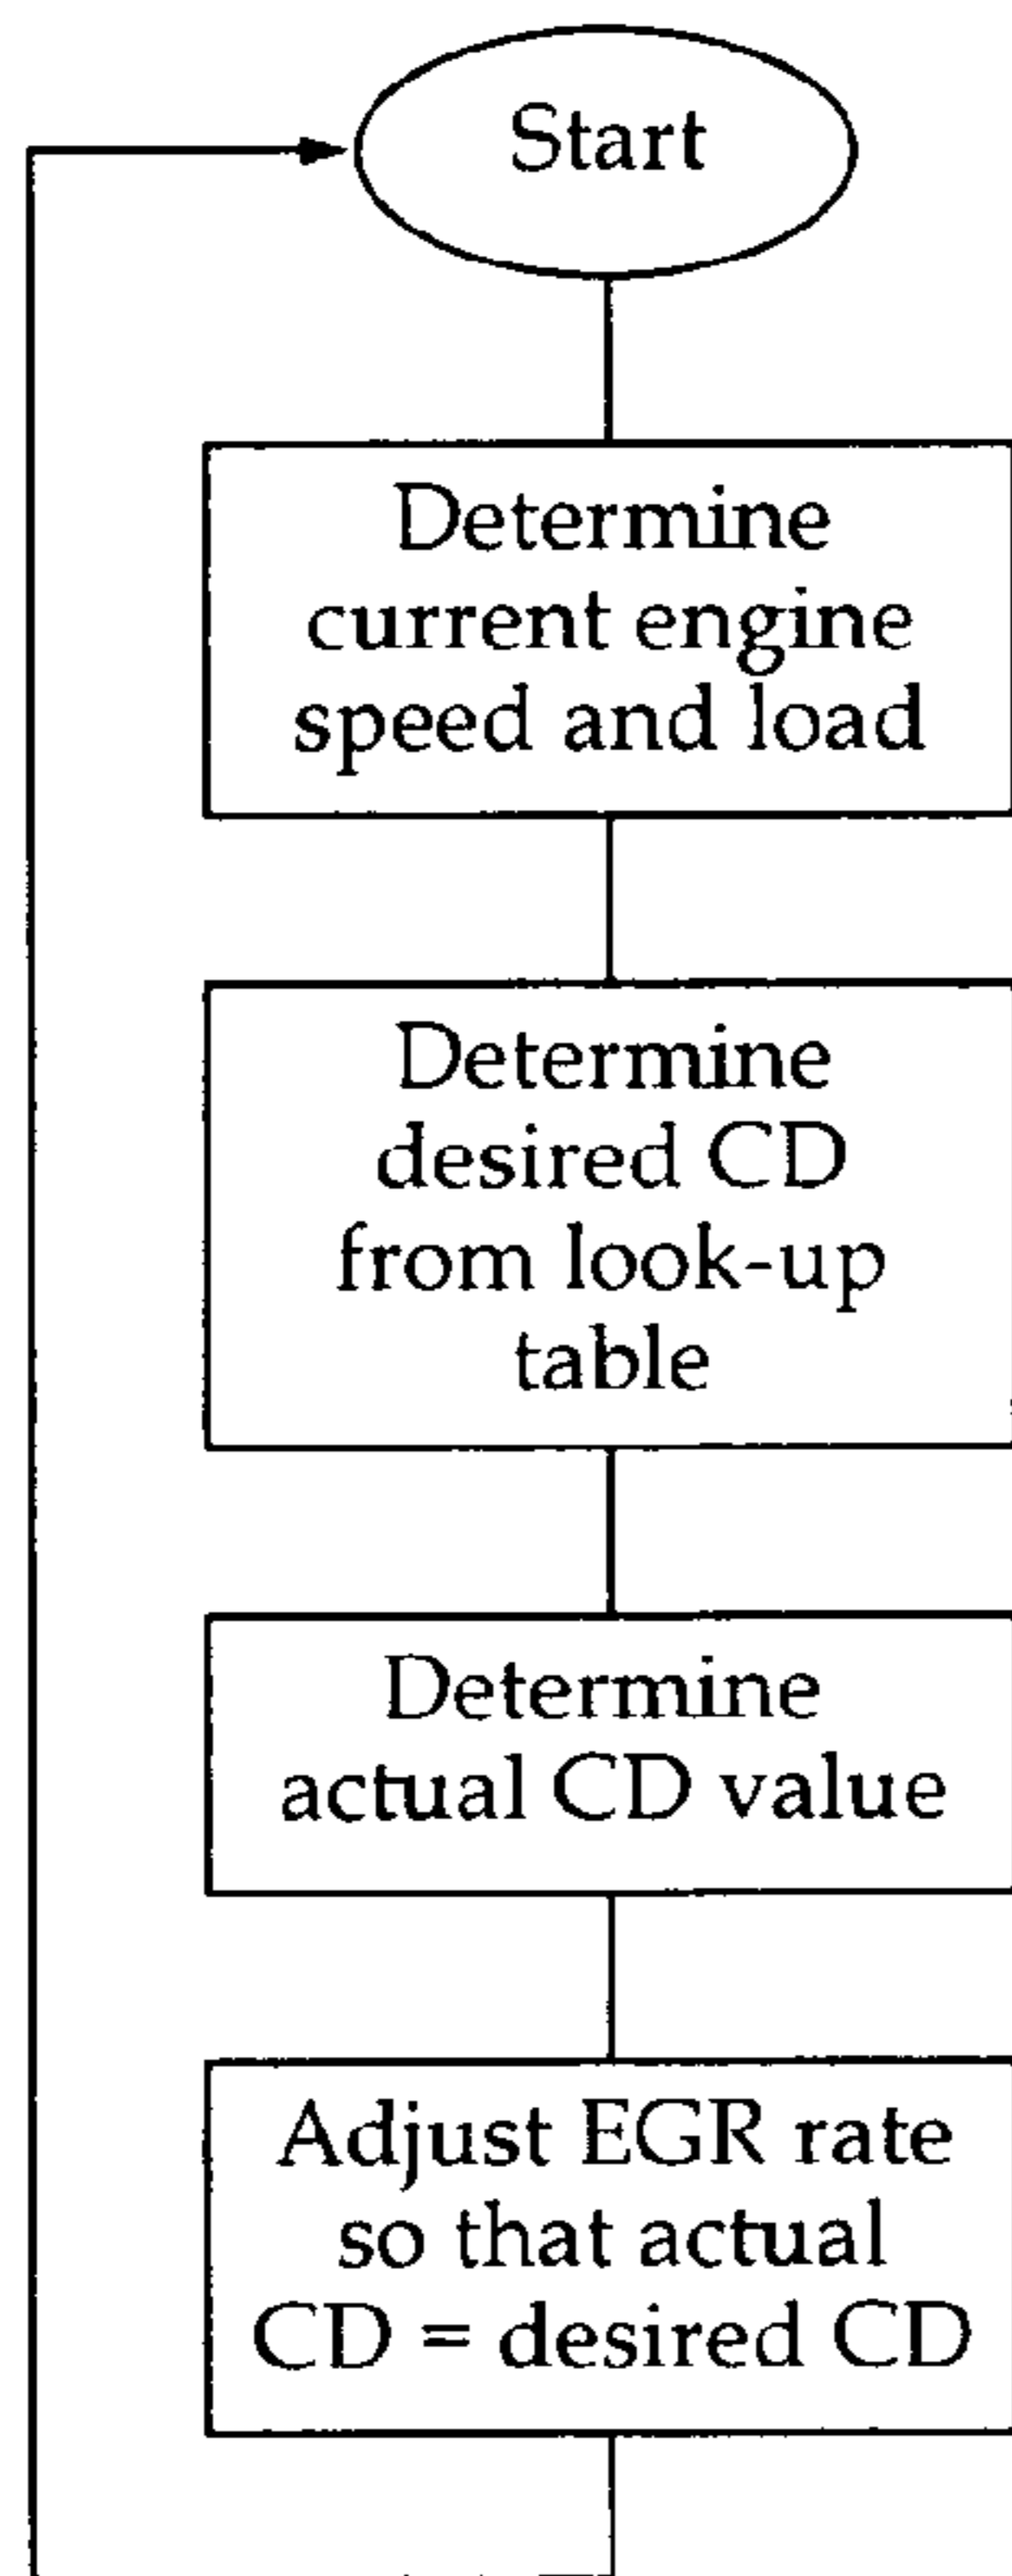 Start
Determine
current engine
speed and load
Determine
desired CD
from look-up
table
Determine
actual CD value
Adjust EGR rate
so that actual
CD = desired CD